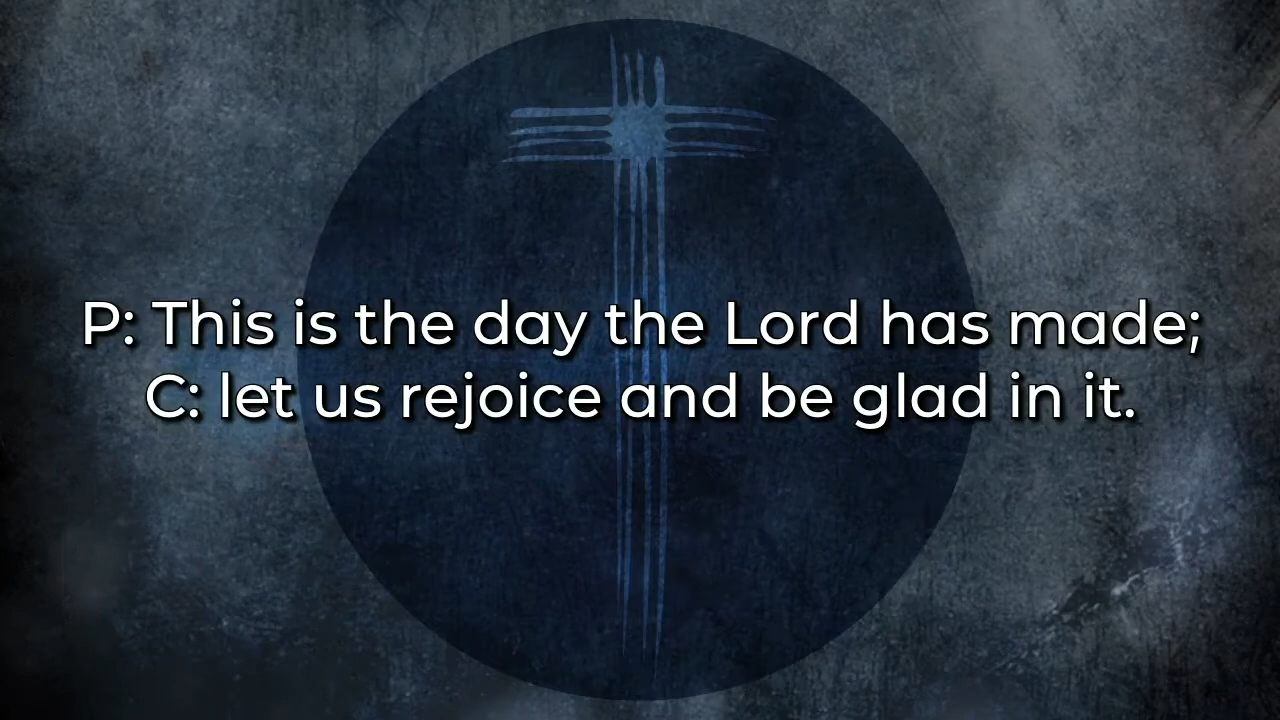 P: This is the day the Lord has made;
C: let us rejoice and be glad in it.